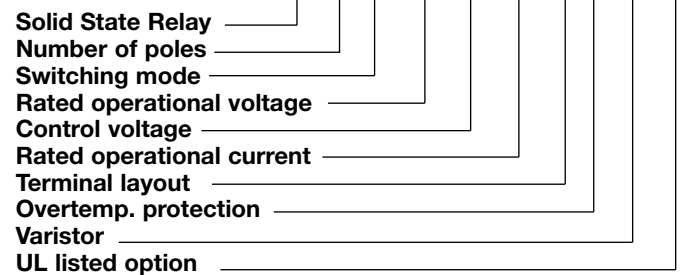 Solid State Relay
Number of poles
Switching mode
Rated operational voltage
Control voltage
Rated operational current
Terminal layout
Overtemp. protection
Varistor
UL listed option